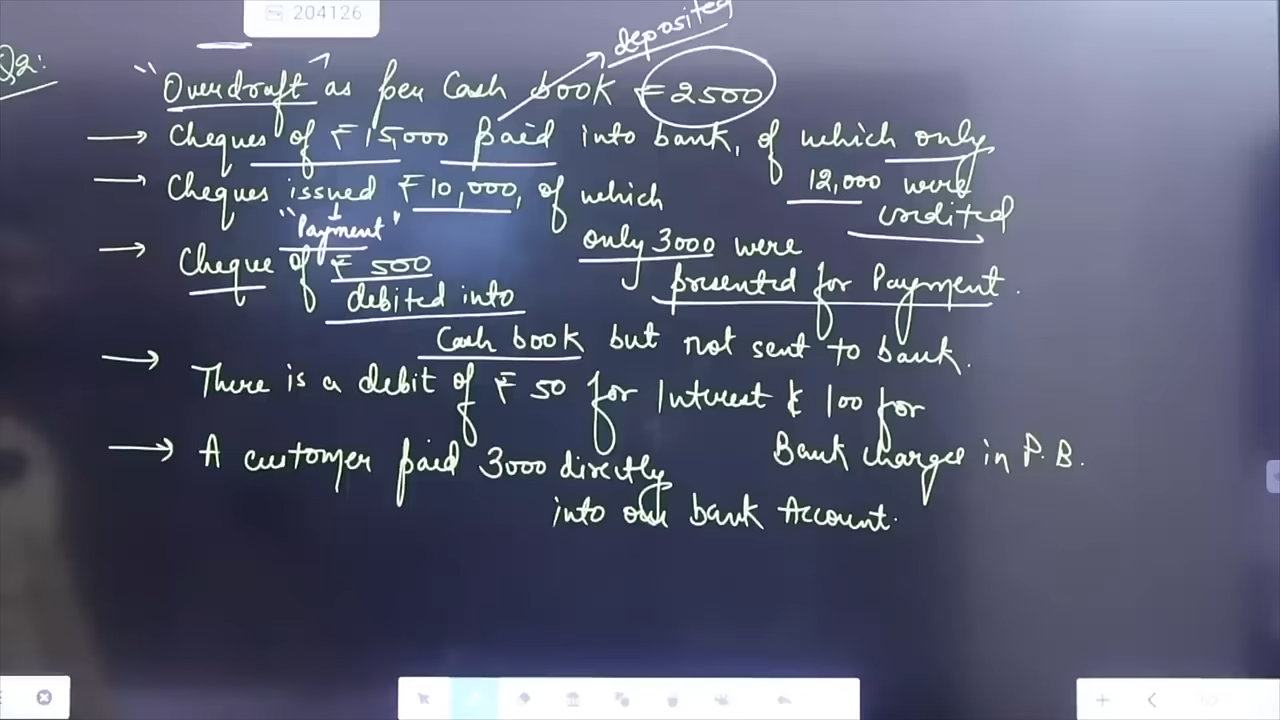 204126
deposited
Q2:
"Overdraft" as per Cash book ₹2500
→ Cheques of ₹15,000 paid into bank, of which only
12,000 were
credited
→ Cheques issued ₹10,000, of which
"Payment"
only 3000 were
presented for Payment.
→ Cheque of ₹500
debited into
Cash book but not sent to bank.
→ There is a debit of ₹50 for Interest & 100 for
Bank charges in P.B.
→ A customer paid 3000 directly
into our bank Account.